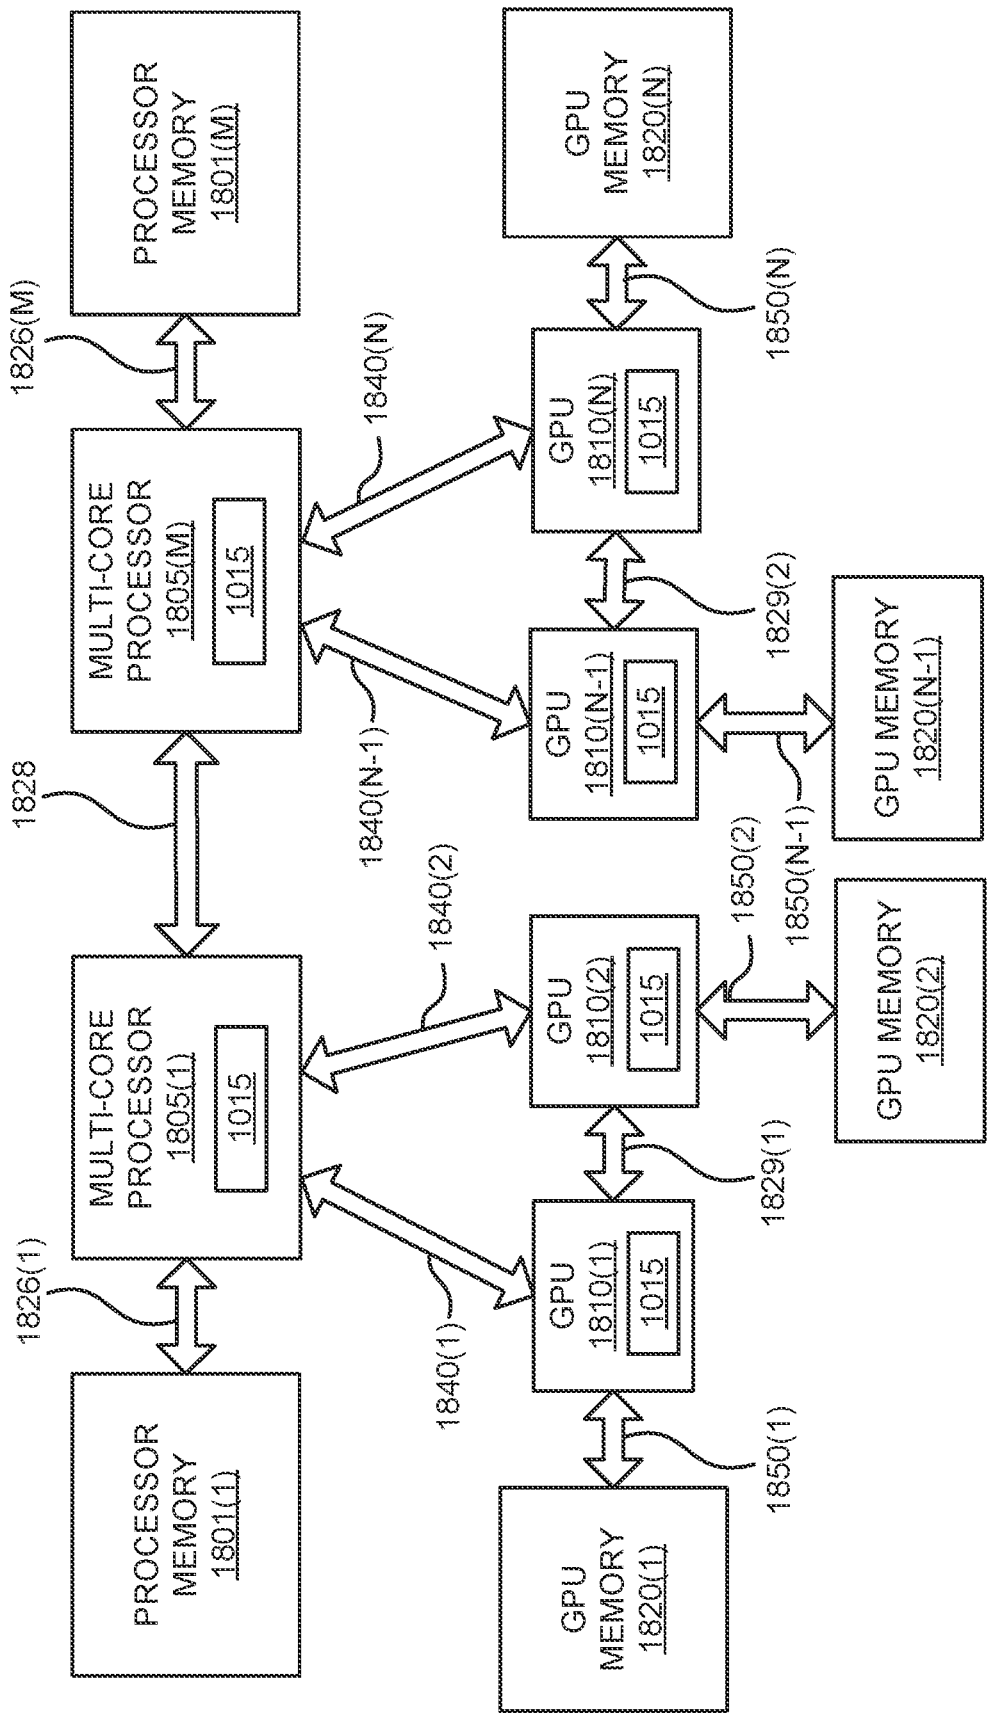 1826(1)
1828
1826(M)
PROCESSOR
MEMORY
1801(1)
MULTI-CORE
PROCESSOR
1805(1)
1015
MULTI-CORE
PROCESSOR
1805(M)
1015
PROCESSOR
MEMORY
1801(M)
1840(1)
1840(2)
1840(N-1)
1840(N)
GPU
MEMORY
1820(1)
GPU
1810(1)
1015
GPU
1810(2)
1015
GPU
1810(N-1)
1015
GPU
1810(N)
1015
GPU
MEMORY
1820(N)
1850(1)
1829(1)
1850(2)
1850(N-1)
1829(2)
1850(N)
GPU MEMORY
1820(2)
GPU MEMORY
1820(N-1)